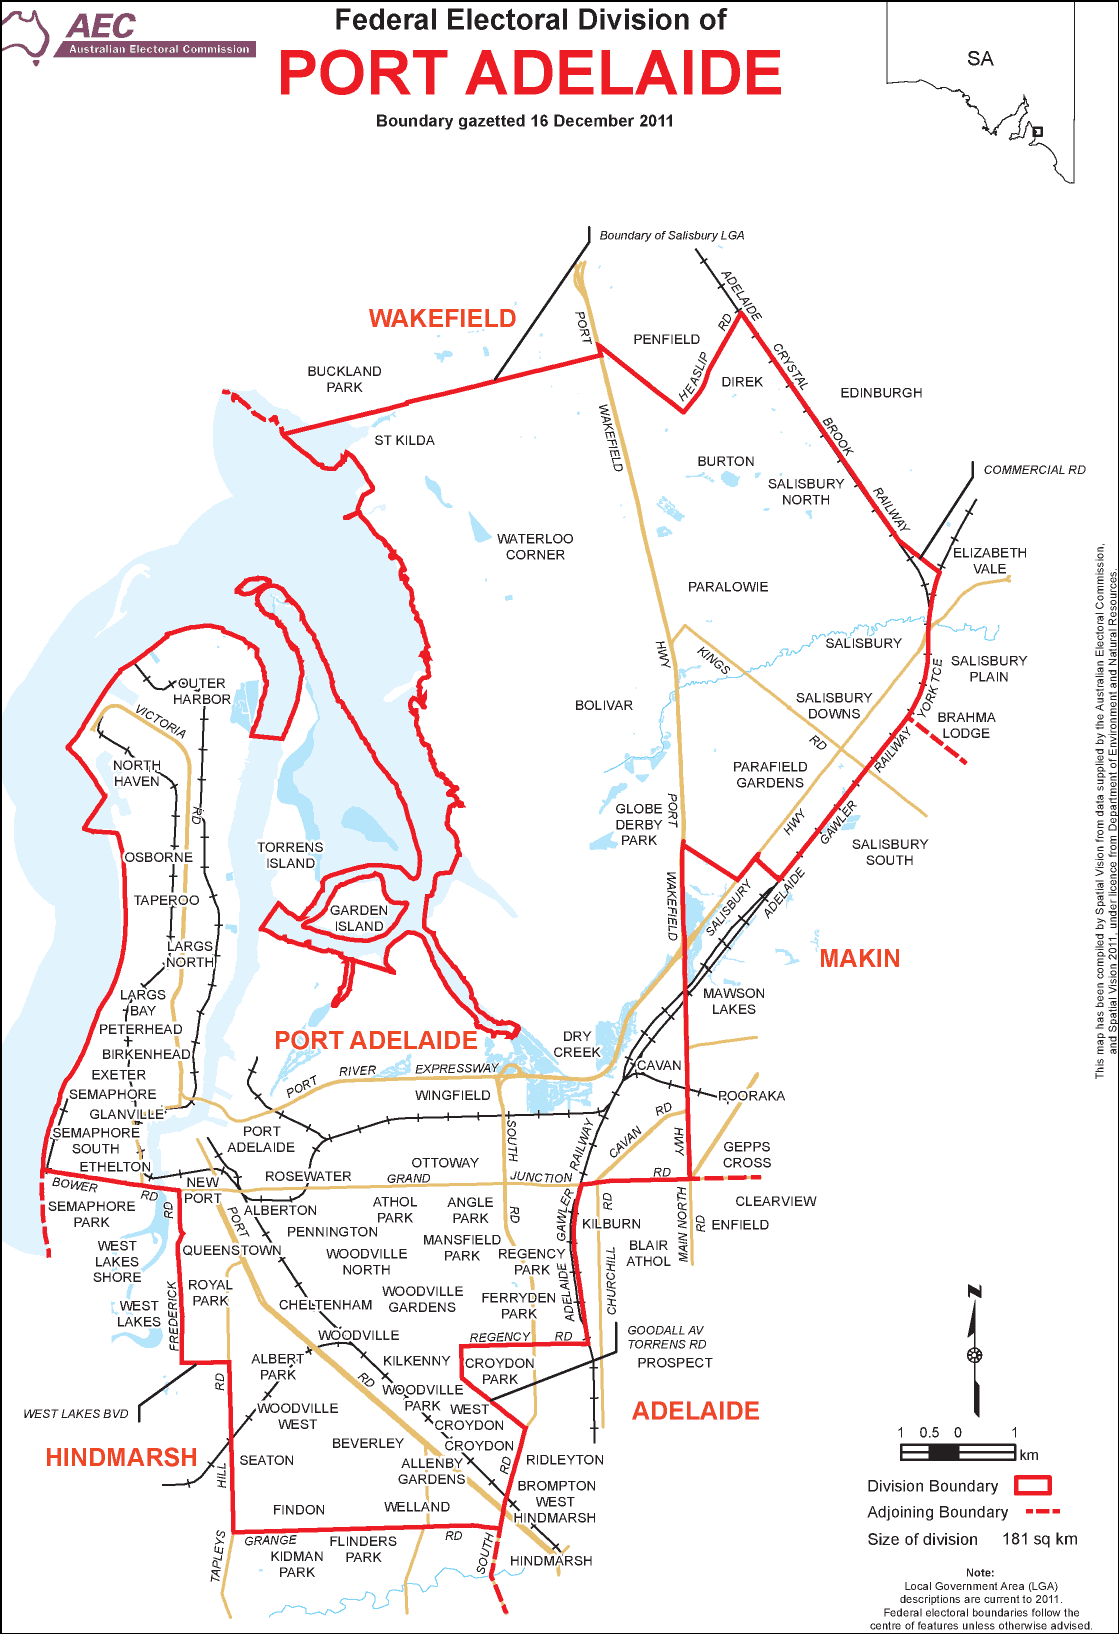 AEC
Australian Electoral Commission
Federal Electoral Division of
PORT ADELAIDE
Boundary gazetted 16 December 2011
SA
Boundary of Salisbury LGA
ADELAIDE
WAKEFIELD
PORT
PENFIELD
RD
HEASLIP
CRYSTAL
BUCKLAND
PARK
DIREK
EDINBURGH
WAKEFIELD
BROOK
ST KILDA
BURTON
COMMERCIAL RD
SALISBURY
NORTH
RAILWAY
WATERLOO
CORNER
ELIZABETH
VALE
PARALOWIE
HWY
KINGS
SALISBURY
SALISBURY
PLAIN
YORK TCE
OUTER
HARBOR
BOLIVAR
SALISBURY
DOWNS
BRAHMA
LODGE
VICTORIA
RD
RAILWAY
NORTH
HAVEN
PARAFIELD
GARDENS
RD
PORT
GLOBE
DERBY
PARK
HWY
GAWLER
OSBORNE
TORRENS
ISLAND
SALISBURY
SOUTH
TAPEROO
WAKEFIELD
SALISBURY
ADELAIDE
GARDEN
ISLAND
LARGS
NORTH
MAKIN
LARGS
BAY
MAWSON
LAKES
PETERHEAD
PORT ADELAIDE
DRY
CREEK
BIRKENHEAD
EXETER
PORT
RIVER
EXPRESSWAY
CAVAN
SEMAPHORE
WINGFIELD
POORAKA
GLANVILLE
RD
SEMAPHORE
SOUTH
PORT
ADELAIDE
SOUTH
RAILWAY
CAVAN
HWY
GEPPS
CROSS
ETHELTON
OTTOWAY
BOWER
RD
NEW
PORT
ROSEWATER
GRAND
JUNCTION
RD
SEMAPHORE
PARK
RD
PORT
ALBERTON
ATHOL
PARK
ANGLE
PARK
RD
GAWLER
RD
KILBURN
MAIN NORTH
RD
CLEARVIEW
ENFIELD
WEST
LAKES
SHORE
QUEENSTOWN
PENNINGTON
MANSFIELD
PARK
WOODVILLE
NORTH
REGENCY
PARK
BLAIR
ATHOL
FREDERICK
ROYAL
PARK
CHELTENHAM
WOODVILLE
GARDENS
FERRYDEN
PARK
ADELAIDE
CHURCHILL
WEST
LAKES
WOODVILLE
REGENCY
RD
GOODALL AV
TORRENS RD
PROSPECT
ALBERT
PARK
RD
KILKENNY
CROYDON
PARK
RD
WEST LAKES BVD
WOODVILLE
PARK
WOODVILLE
WEST
WEST
CROYDON
ADELAIDE
HINDMARSH
BEVERLEY
CROYDON
SEATON
HILL
ALLENBY
GARDENS
RD
RIDLEYTON
BROMPTON
WEST
HINDMARSH
FINDON
WELLAND
TAPLEYS
GRANGE
RD
KIDMAN
PARK
FLINDERS
PARK
SOUTH
HINDMARSH
N
1 0.5 0 1
km
Division Boundary
Adjoining Boundary
Size of division 181 sq km
Note:
Local Government Area (LGA)
descriptions are current to 2011.
Federal electoral boundaries follow the
centre of features unless otherwise advised.
This map has been compiled by Spatial Vision from data supplied by the Australian Electoral Commission,
and Spatial Vision 2011, under licence from Department of Environment and Natural Resources.